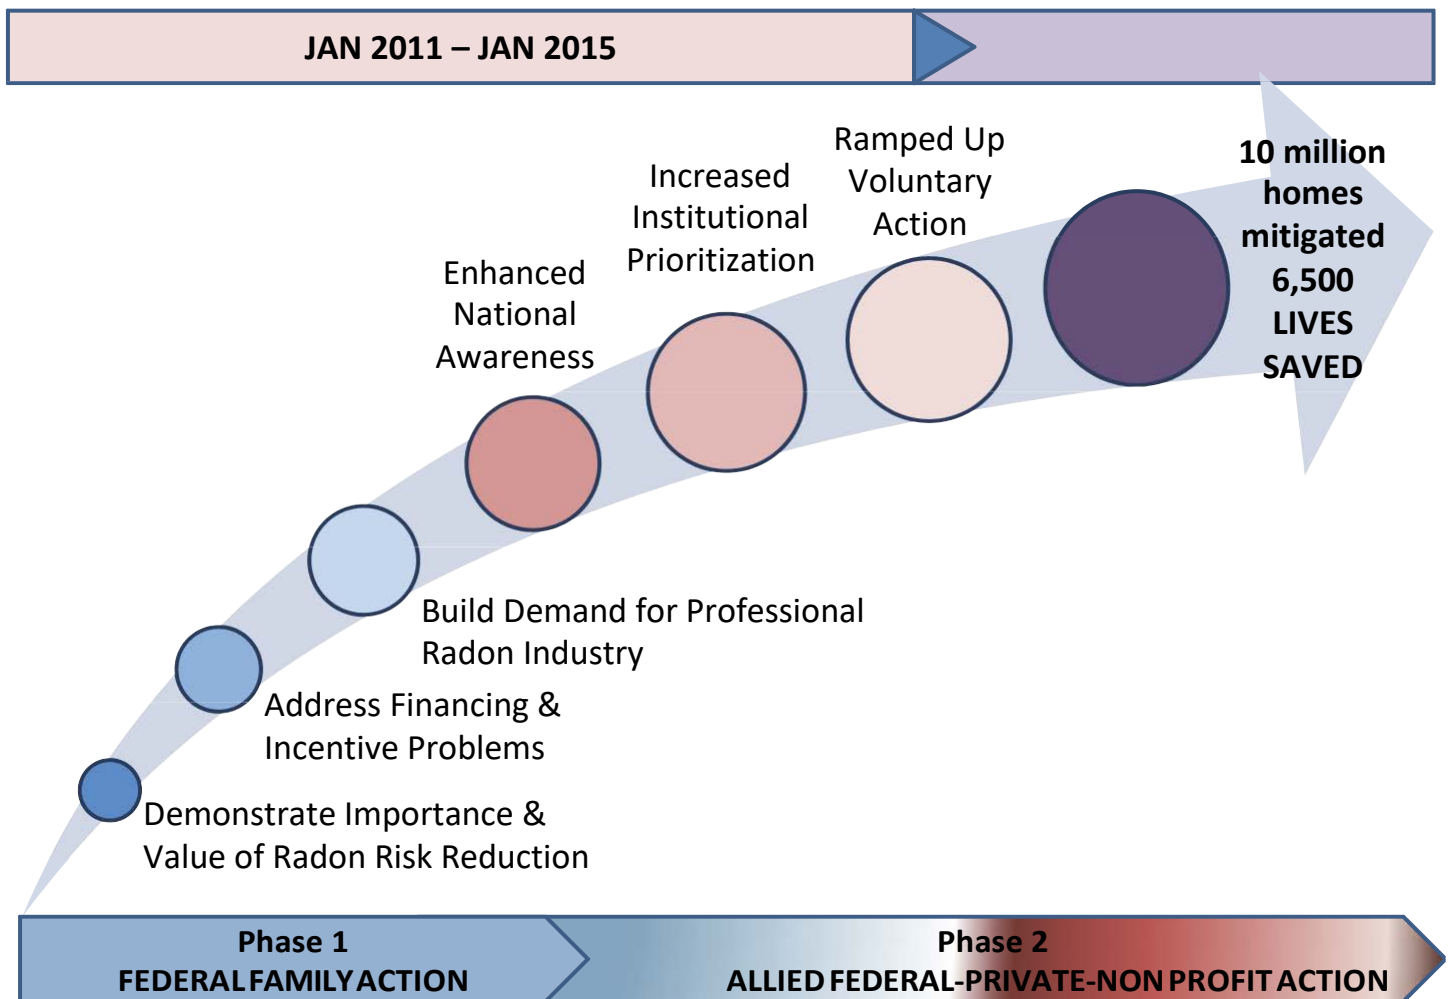 JAN 2011 – JAN 2015
Ramped Up
Voluntary
Action
Increased
Institutional
Prioritization
Enhanced
National
Awareness
10 million
homes
mitigated
6,500
LIVES
SAVED
Build Demand for Professional
Radon Industry
Address Financing &
Incentive Problems
Demonstrate Importance &
Value of Radon Risk Reduction
Phase 1
FEDERAL FAMILY ACTION
Phase 2
ALLIED FEDERAL-PRIVATE-NON PROFIT ACTION